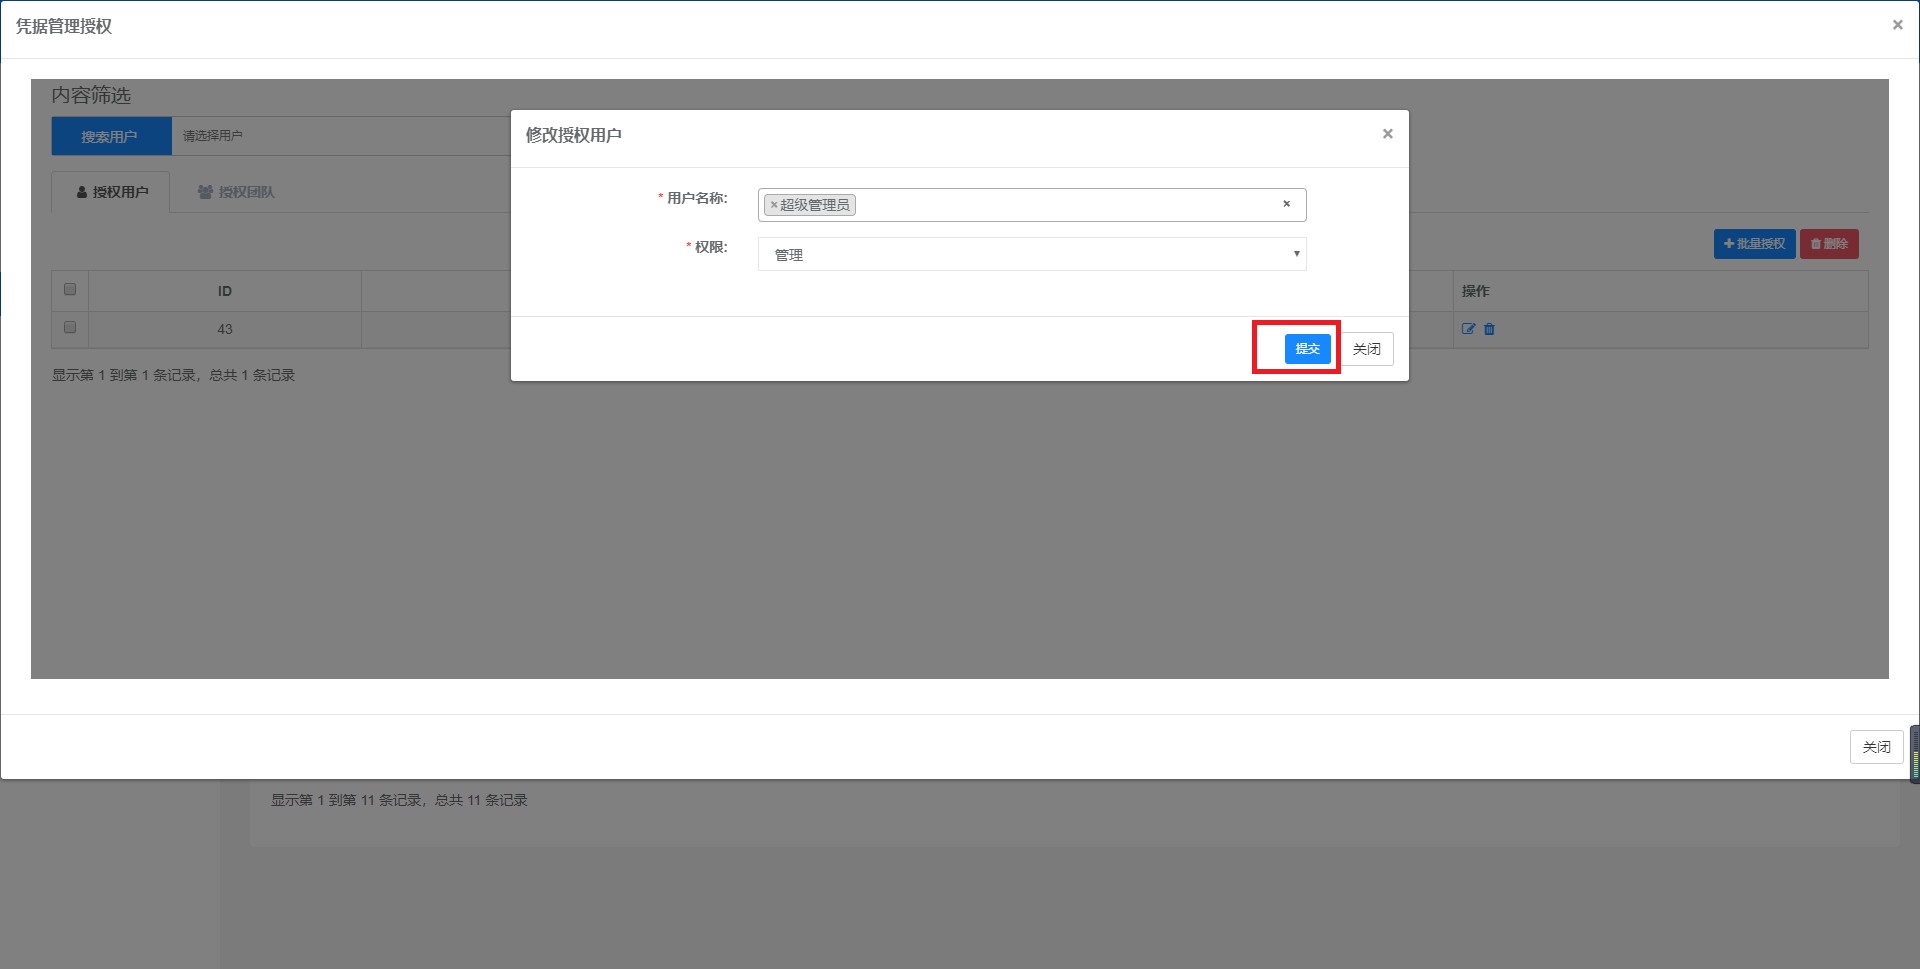 凭据管理授权
×
内容筛选
搜索用户 请选择用户
授权用户 授权团队
批量授权 删除
ID 操作
43
显示第 1 到第 1 条记录，总共 1 条记录
修改授权用户
×
* 用户名称:
×超级管理员 ×
* 权限:
管理
提交 关闭
关闭
显示第 1 到第 11 条记录，总共 11 条记录